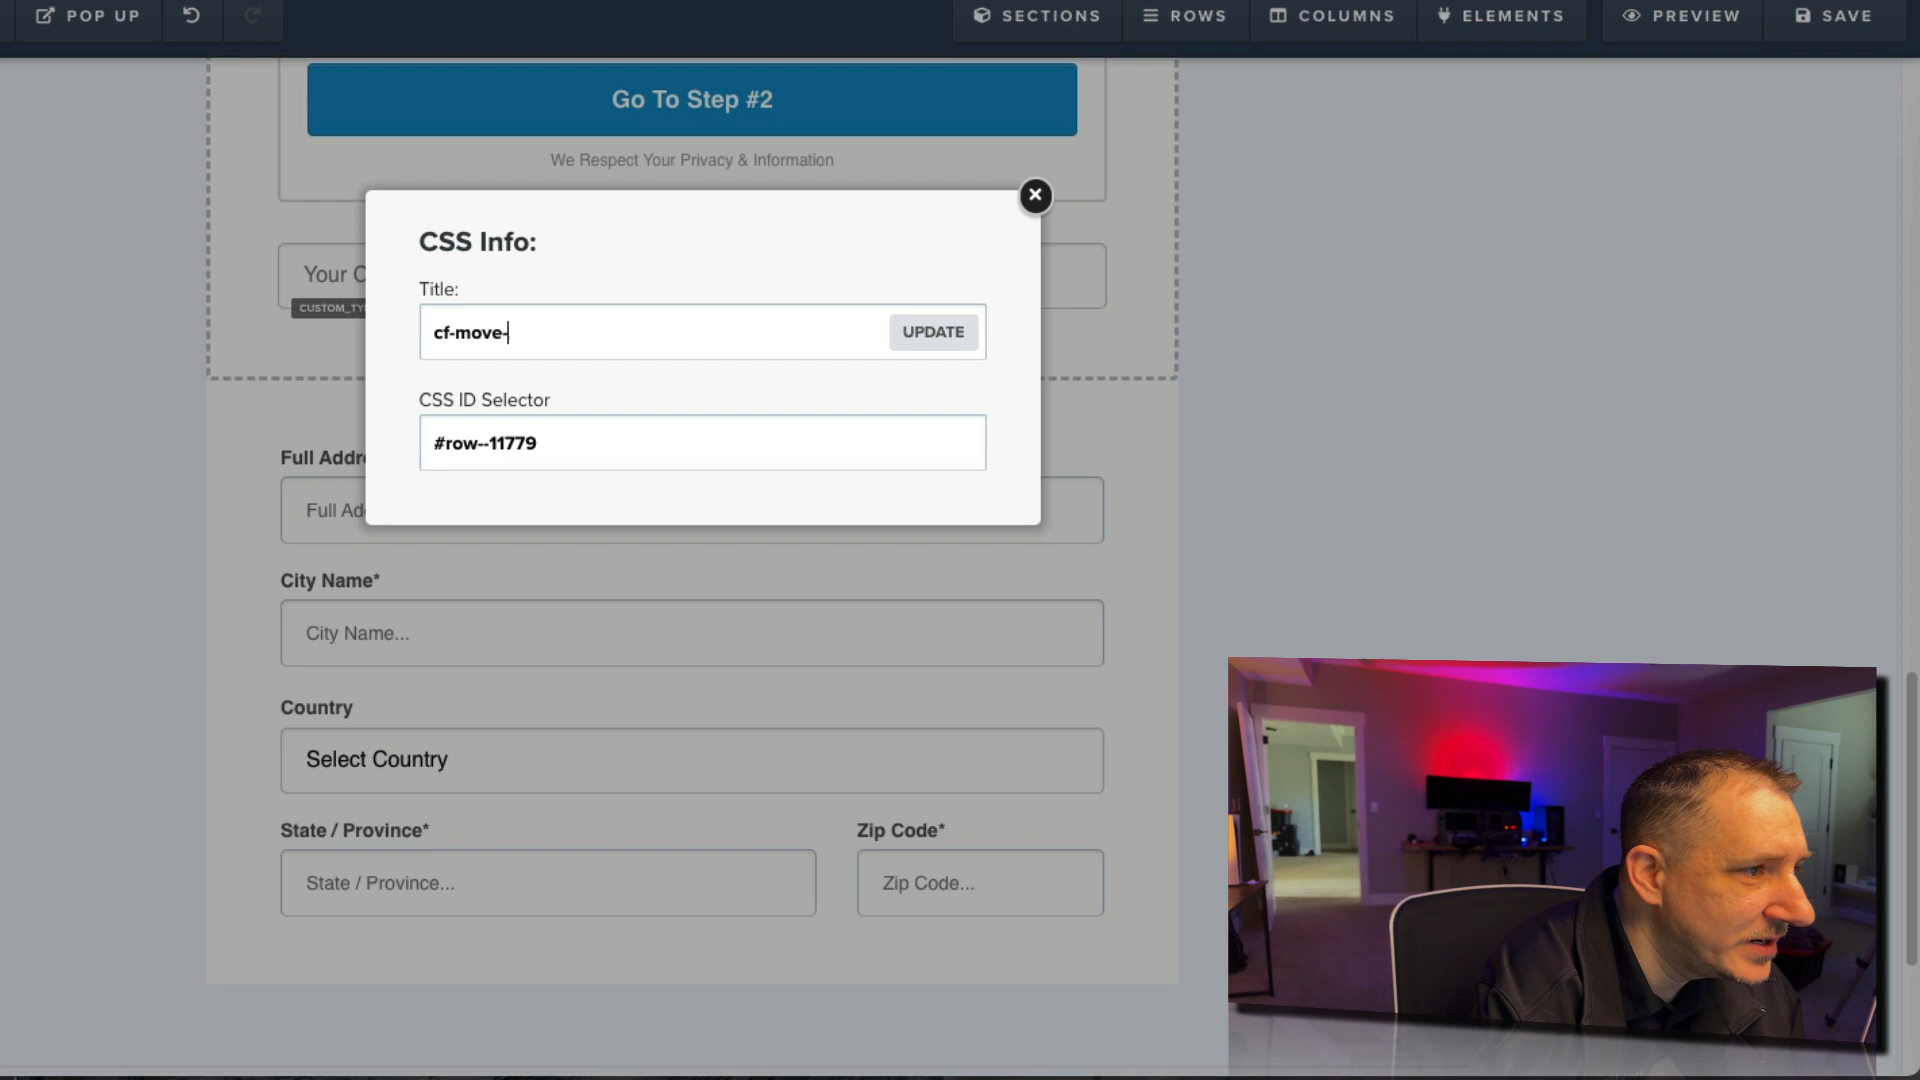 POP UP
SECTIONS
ROWS
COLUMNS
ELEMENTS
PREVIEW
SAVE
Go To Step #2
We Respect Your Privacy & Information
CSS Info:
Title:
cf-move-
UPDATE
CSS ID Selector
#row--11779
Your
City Name*
City Name...
Country
Select Country
State / Province*
Zip Code*
State / Province...
Zip Code...
Full
Full